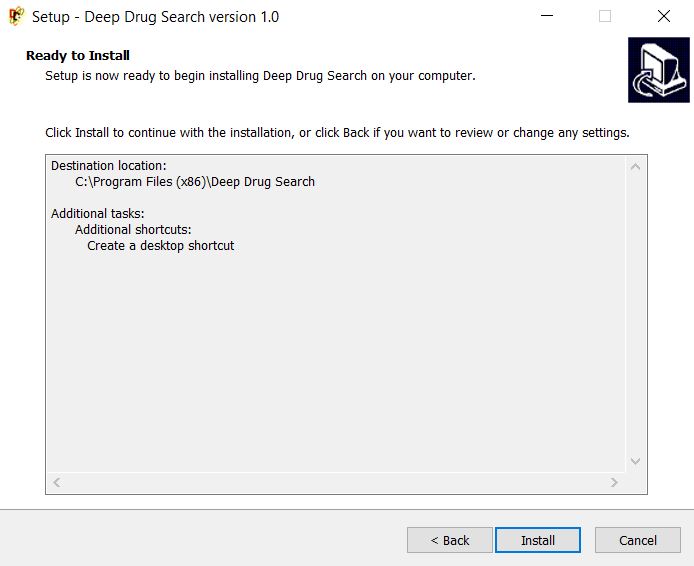 Setup - Deep Drug Search version 1.0
Ready to Install
Setup is now ready to begin installing Deep Drug Search on your computer.
Click Install to continue with the installation, or click Back if you want to review or change any settings.
Destination location:
C:\Program Files (x86)\Deep Drug Search
Additional tasks:
Additional shortcuts:
Create a desktop shortcut
< Back
Install
Cancel